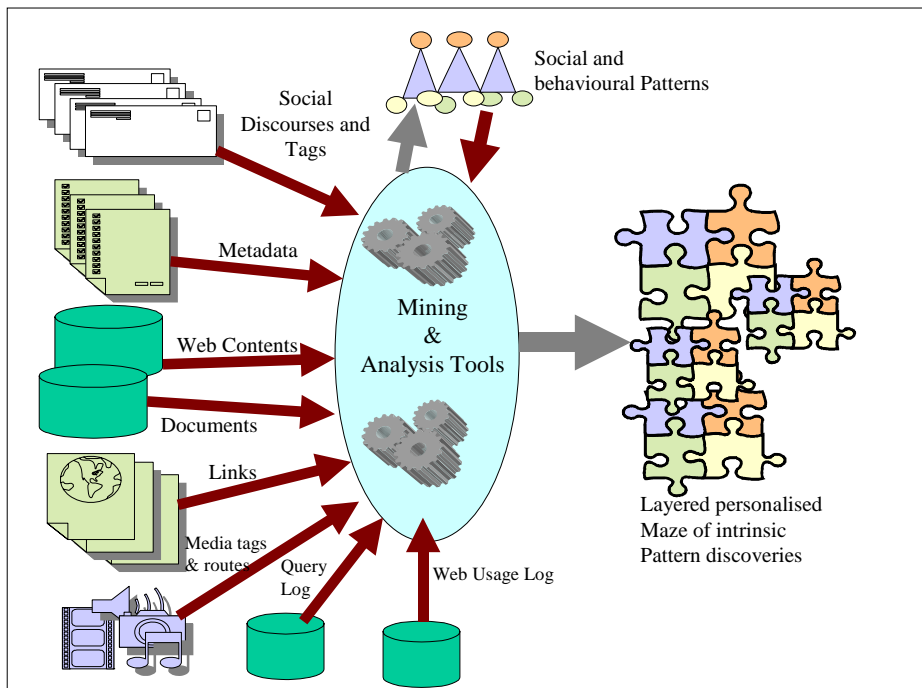 Social and
behavioural Patterns
Social
Discourses and
Tags
Metadata
Mining
&
Analysis Tools
Web Contents
Documents
Links
Layered personalised
Maze of intrinsic
Pattern discoveries
Media tags
& routes
Query
Log
Web Usage Log